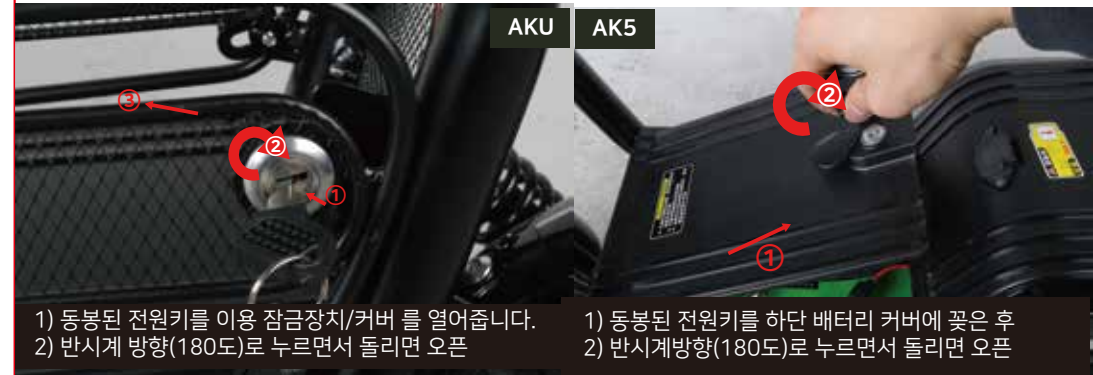 AKU
③
②
①
1) 동봉된 전원키를 이용 잠금장치/커버 를 열어줍니다.
2) 반시계 방향(180도)로 누르면서 돌리면 오픈
AK5
②
①
1) 동봉된 전원키를 하단 배터리 커버에 꽂은 후
2) 반시계방향(180도)로 누르면서 돌리면 오픈